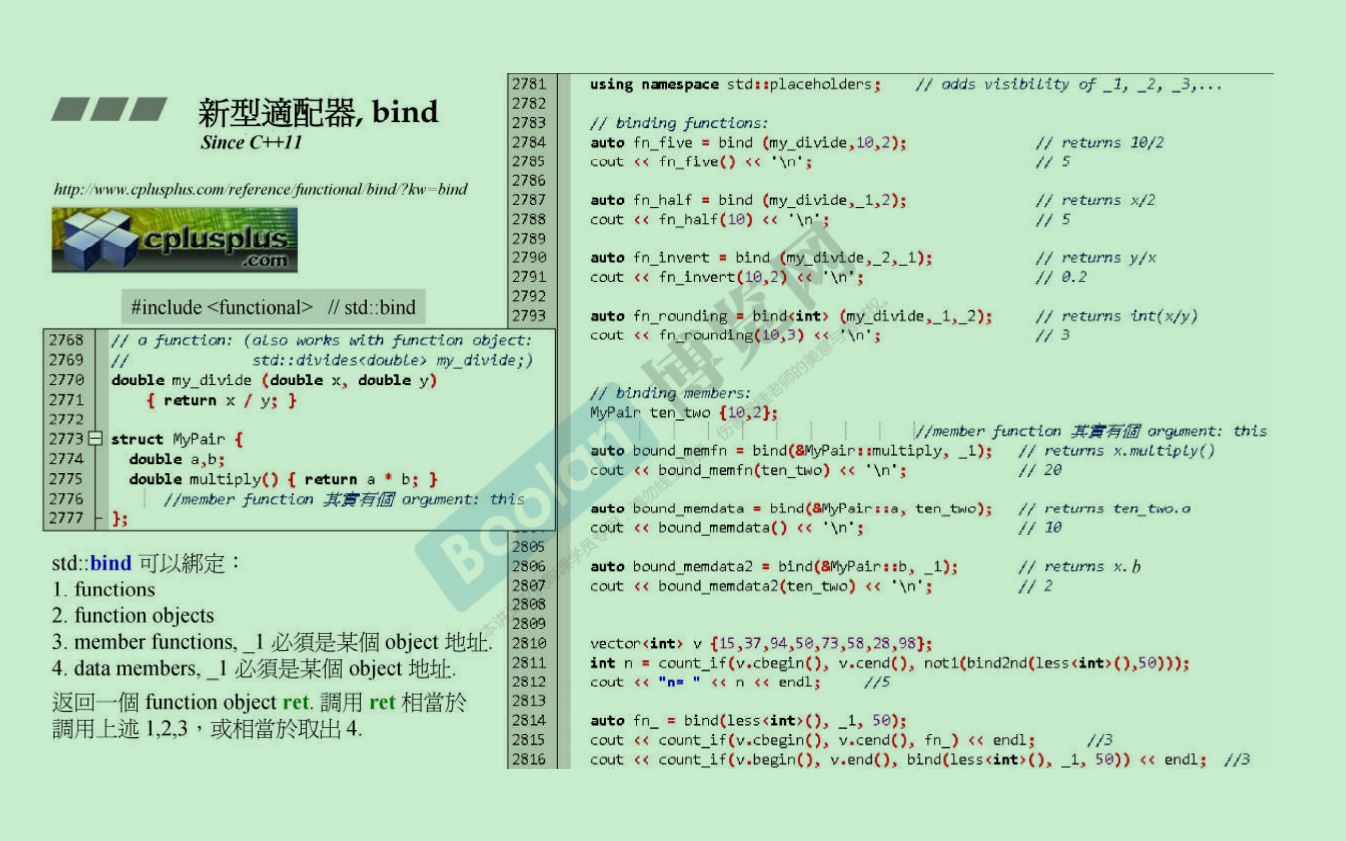 新型適配器, bind
Since C++11
http://www.cplusplus.com/reference/functional/bind/?kw=bind
cplusplus
.com
#include <functional> // std::bind
2768 // a function: (also works with function object:
2769 // std::divides<double> my_divide;)
2770 double my_divide (double x, double y)
2771 { return x / y; }
2772
2773 struct MyPair {
2774 double a,b;
2775 double multiply() { return a * b; }
2776 //member function 其實有個 argument: this
2777 };
std::bind 可以綁定：
1. functions
2. function objects
3. member functions, _1 必須是某個 object 地址.
4. data members, _1 必須是某個 object 地址.
返回一個 function object ret. 調用 ret 相當於
調用上述 1,2,3，或相當於取出 4.
2781 using namespace std::placeholders; // adds visibility of _1, _2, _3,...
2782
2783 // binding functions:
2784 auto fn_five = bind (my_divide,10,2); // returns 10/2
2785 cout << fn_five() << '\n'; // 5
2786
2787 auto fn_half = bind (my_divide,_1,2); // returns x/2
2788 cout << fn_half(10) << '\n'; // 5
2789
2790 auto fn_invert = bind (my_divide,_2,_1); // returns y/x
2791 cout << fn_invert(10,2) << '\n'; // 0.2
2792
2793 auto fn_rounding = bind<int> (my_divide,_1,_2); // returns int(x/y)
cout << fn_rounding(10,3) << '\n'; // 3
// binding members:
MyPair ten_two {10,2};
//member function 其實有個 argument: this
auto bound_memfn = bind(&MyPair::multiply, _1); // returns x.multiply()
cout << bound_memfn(ten_two) << '\n'; // 20
auto bound_memdata = bind(&MyPair::a, ten_two); // returns ten_two.a
cout << bound_memdata() << '\n'; // 10
2805
2806 auto bound_memdata2 = bind(&MyPair::b, _1); // returns x.b
2807 cout << bound_memdata2(ten_two) << '\n'; // 2
2808
2809
2810 vector<int> v {15,37,94,50,73,58,28,98};
2811 int n = count_if(v.cbegin(), v.cend(), not1(bind2nd(less<int>(),50)));
2812 cout << "n= " << n << endl; //5
2813
2814 auto fn_ = bind(less<int>(), _1, 50);
2815 cout << count_if(v.cbegin(), v.cend(), fn_) << endl; //3
2816 cout << count_if(v.begin(), v.end(), bind(less<int>(), _1, 50)) << endl; //3
Boolan 博览网